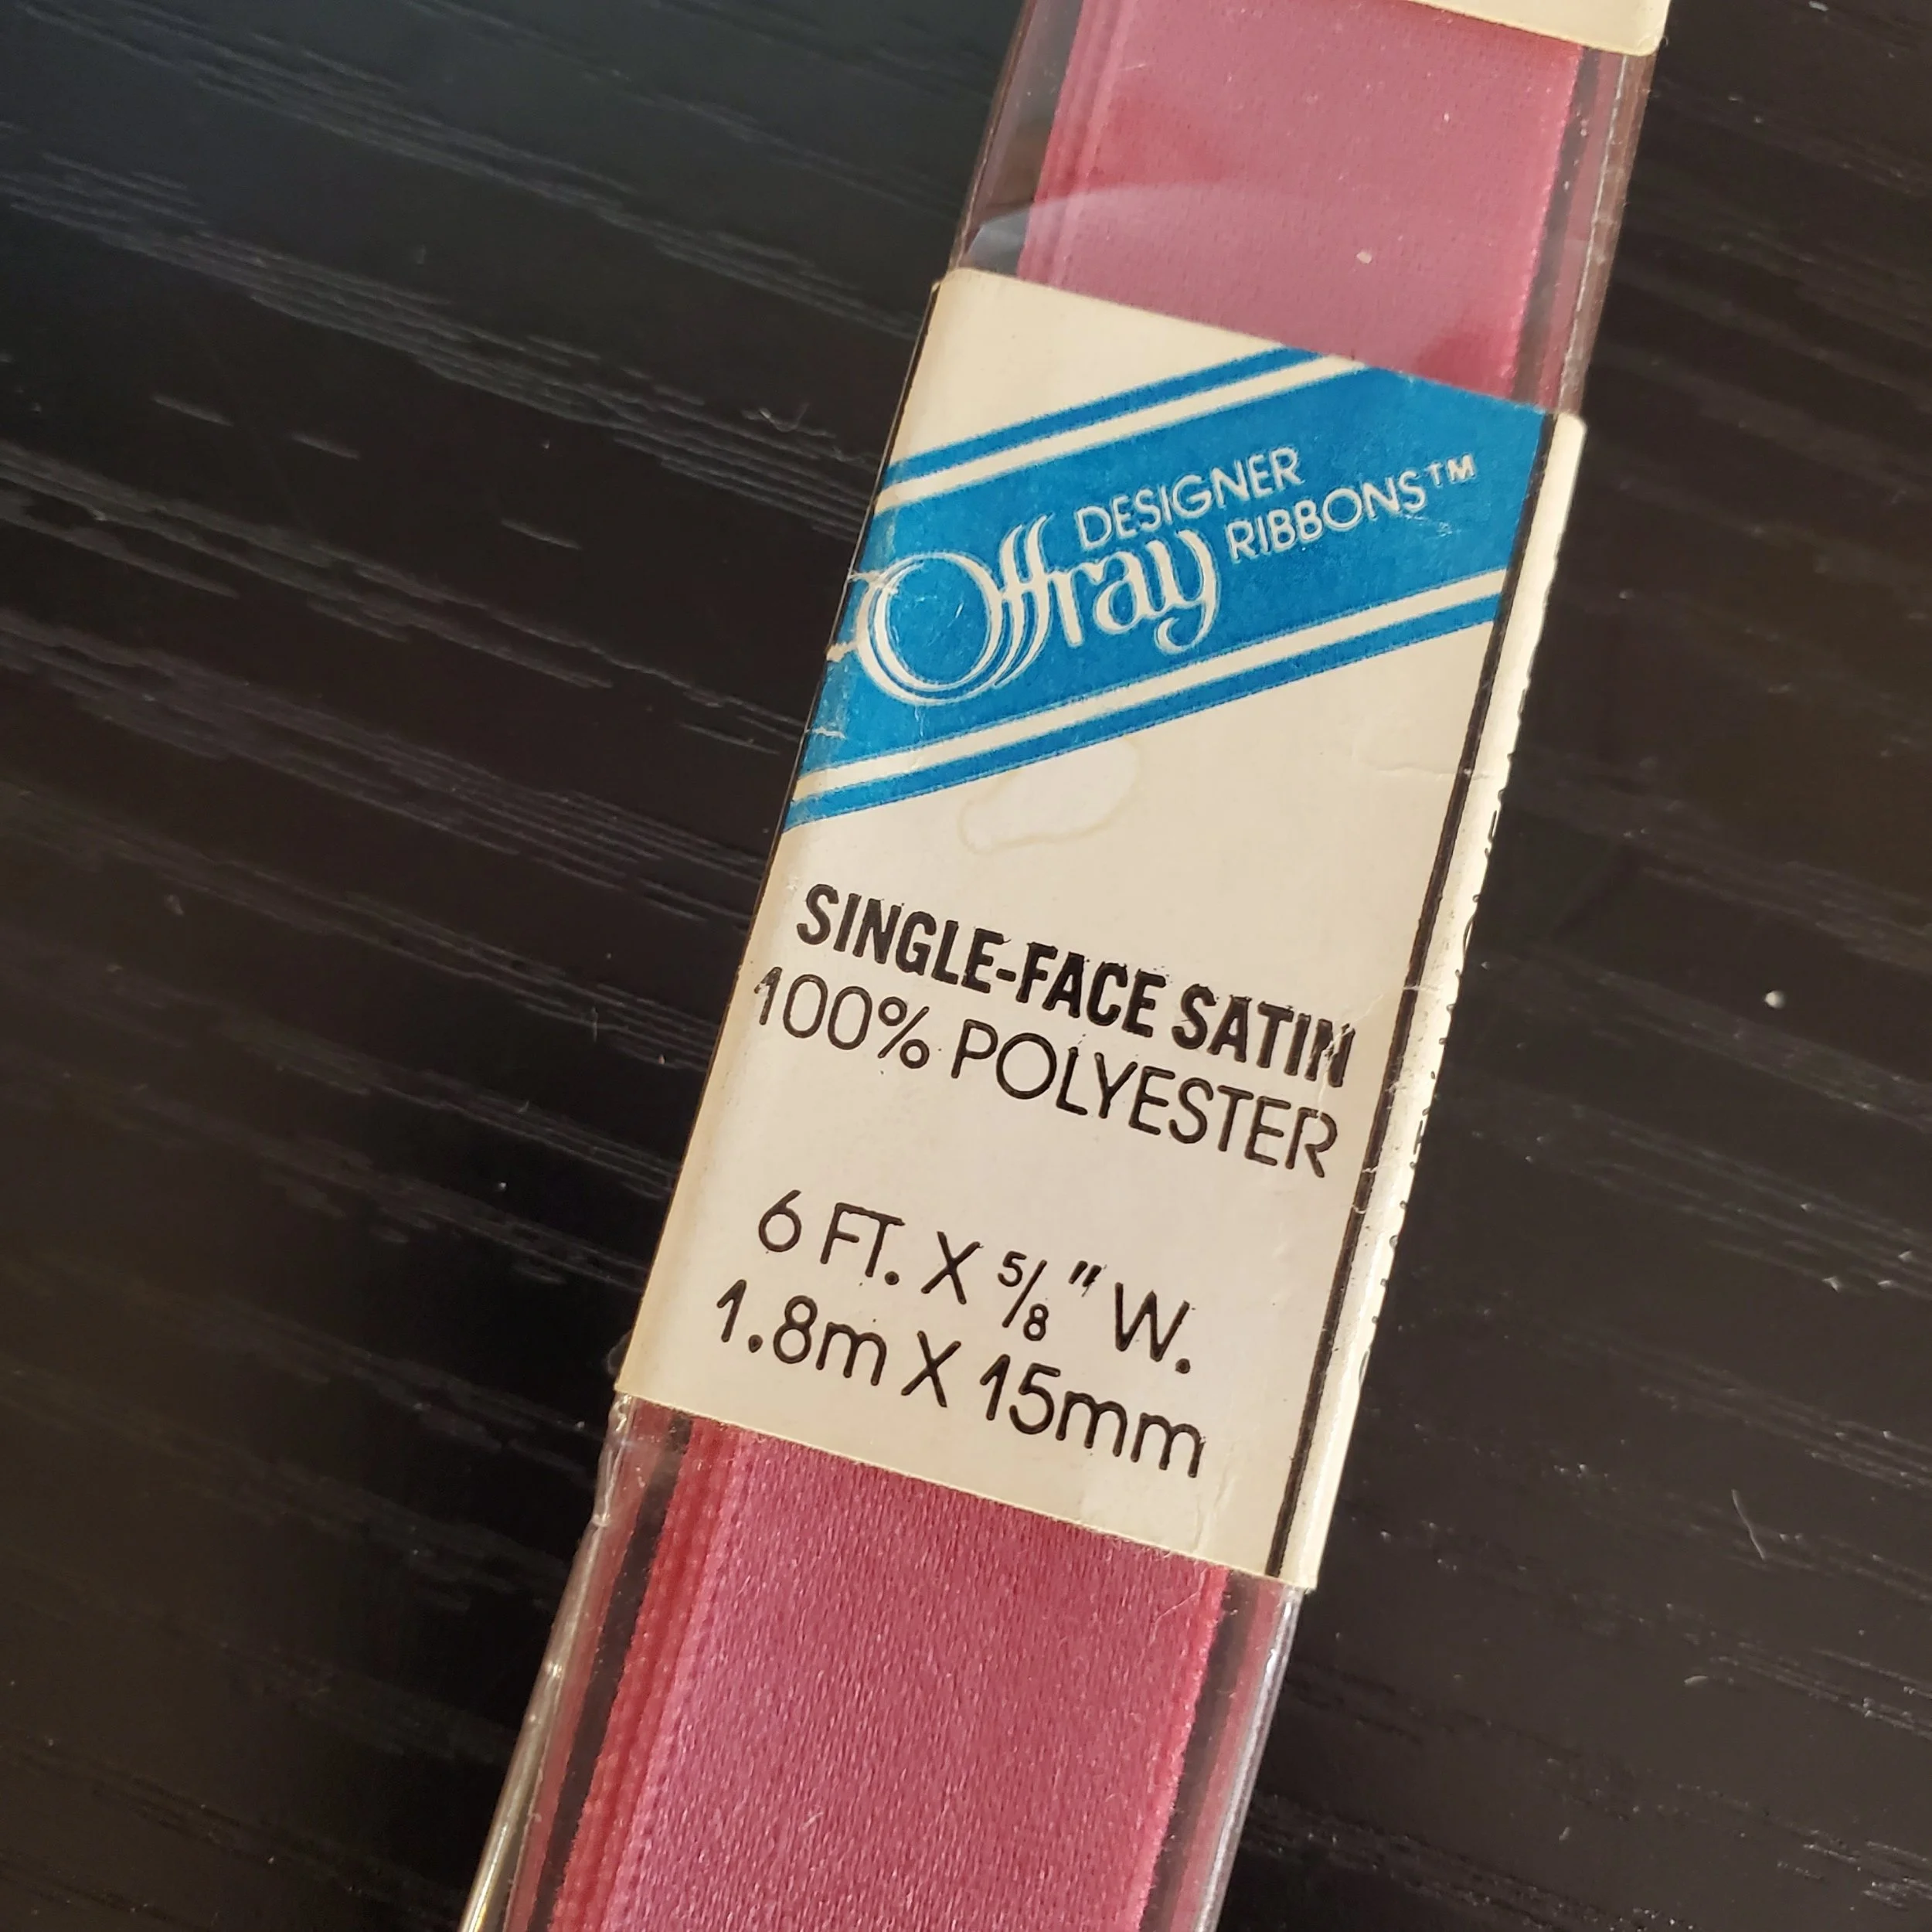 DESIGNER
Offray RIBBONS™
SINGLE-FACE SATIN
100% POLYESTER
6 FT. X 5/8" W.
1.8m X 15mm